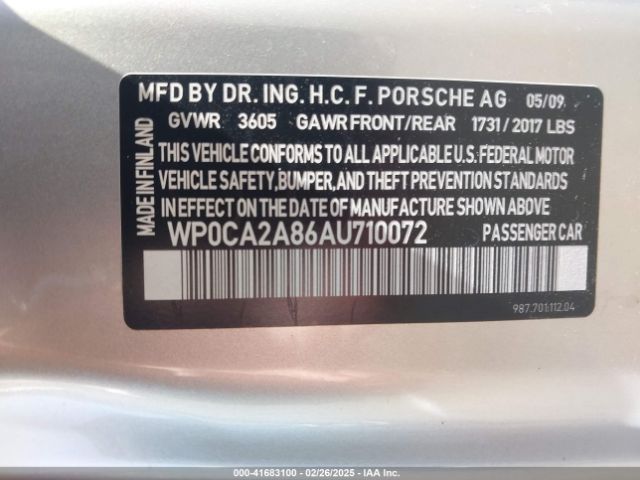 MFD BY DR. ING. H.C. F. PORSCHE AG 05/09
GVWR 3605 GAWR FRONT/REAR 1731/2017 LBS
THIS VEHICLE CONFORMS TO ALL APPLICABLE U.S. FEDERAL MOTOR
VEHICLE SAFETY,BUMPER,AND THEFT PREVENTION STANDARDS
IN EFFECT ON THE DATE OF MANUFACTURE SHOWN ABOVE.
WP0CA2A86AU710072 PASSENGER CAR
987.701.112.04
MADE IN FINLAND
000-41683100 - 02/26/2025 - IAA Inc.